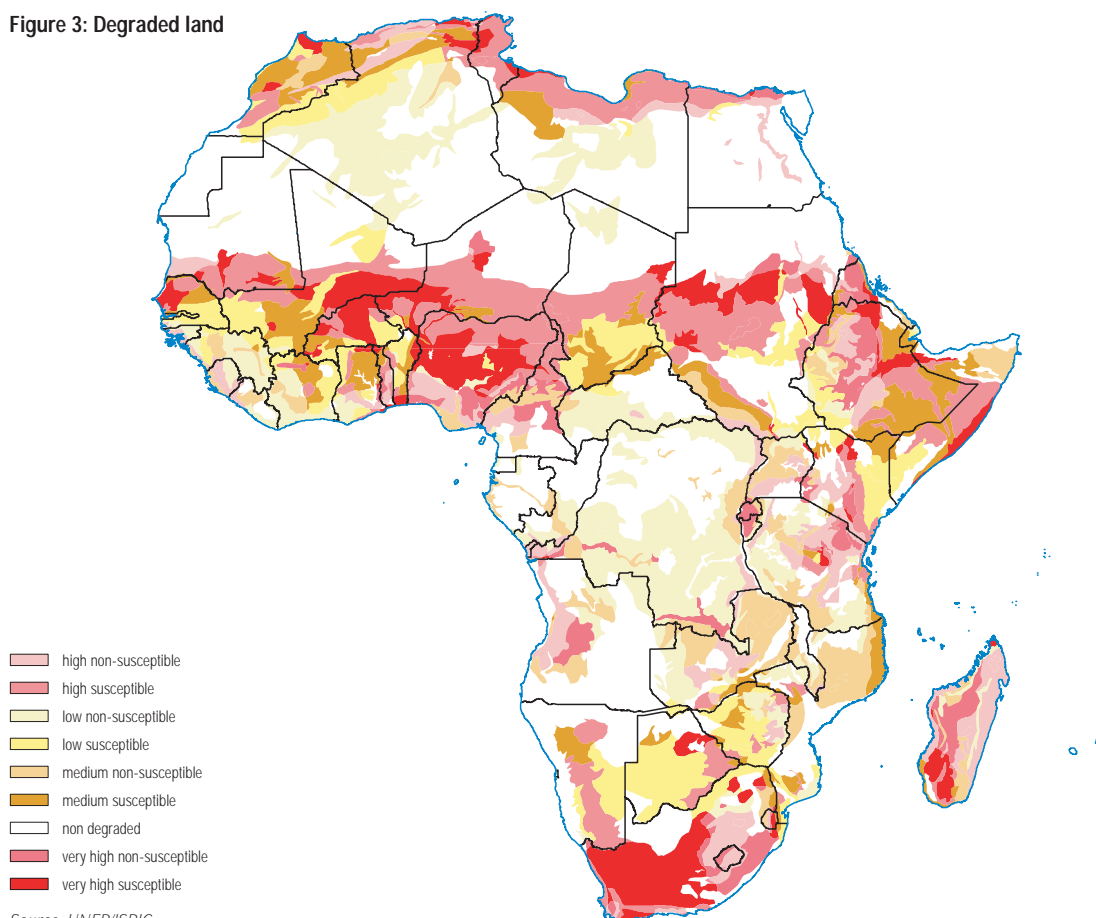 Figure 3: Degraded land
high non-susceptible
high susceptible
low non-susceptible
low susceptible
medium non-susceptible
medium susceptible
non degraded
very high non-susceptible
very high susceptible